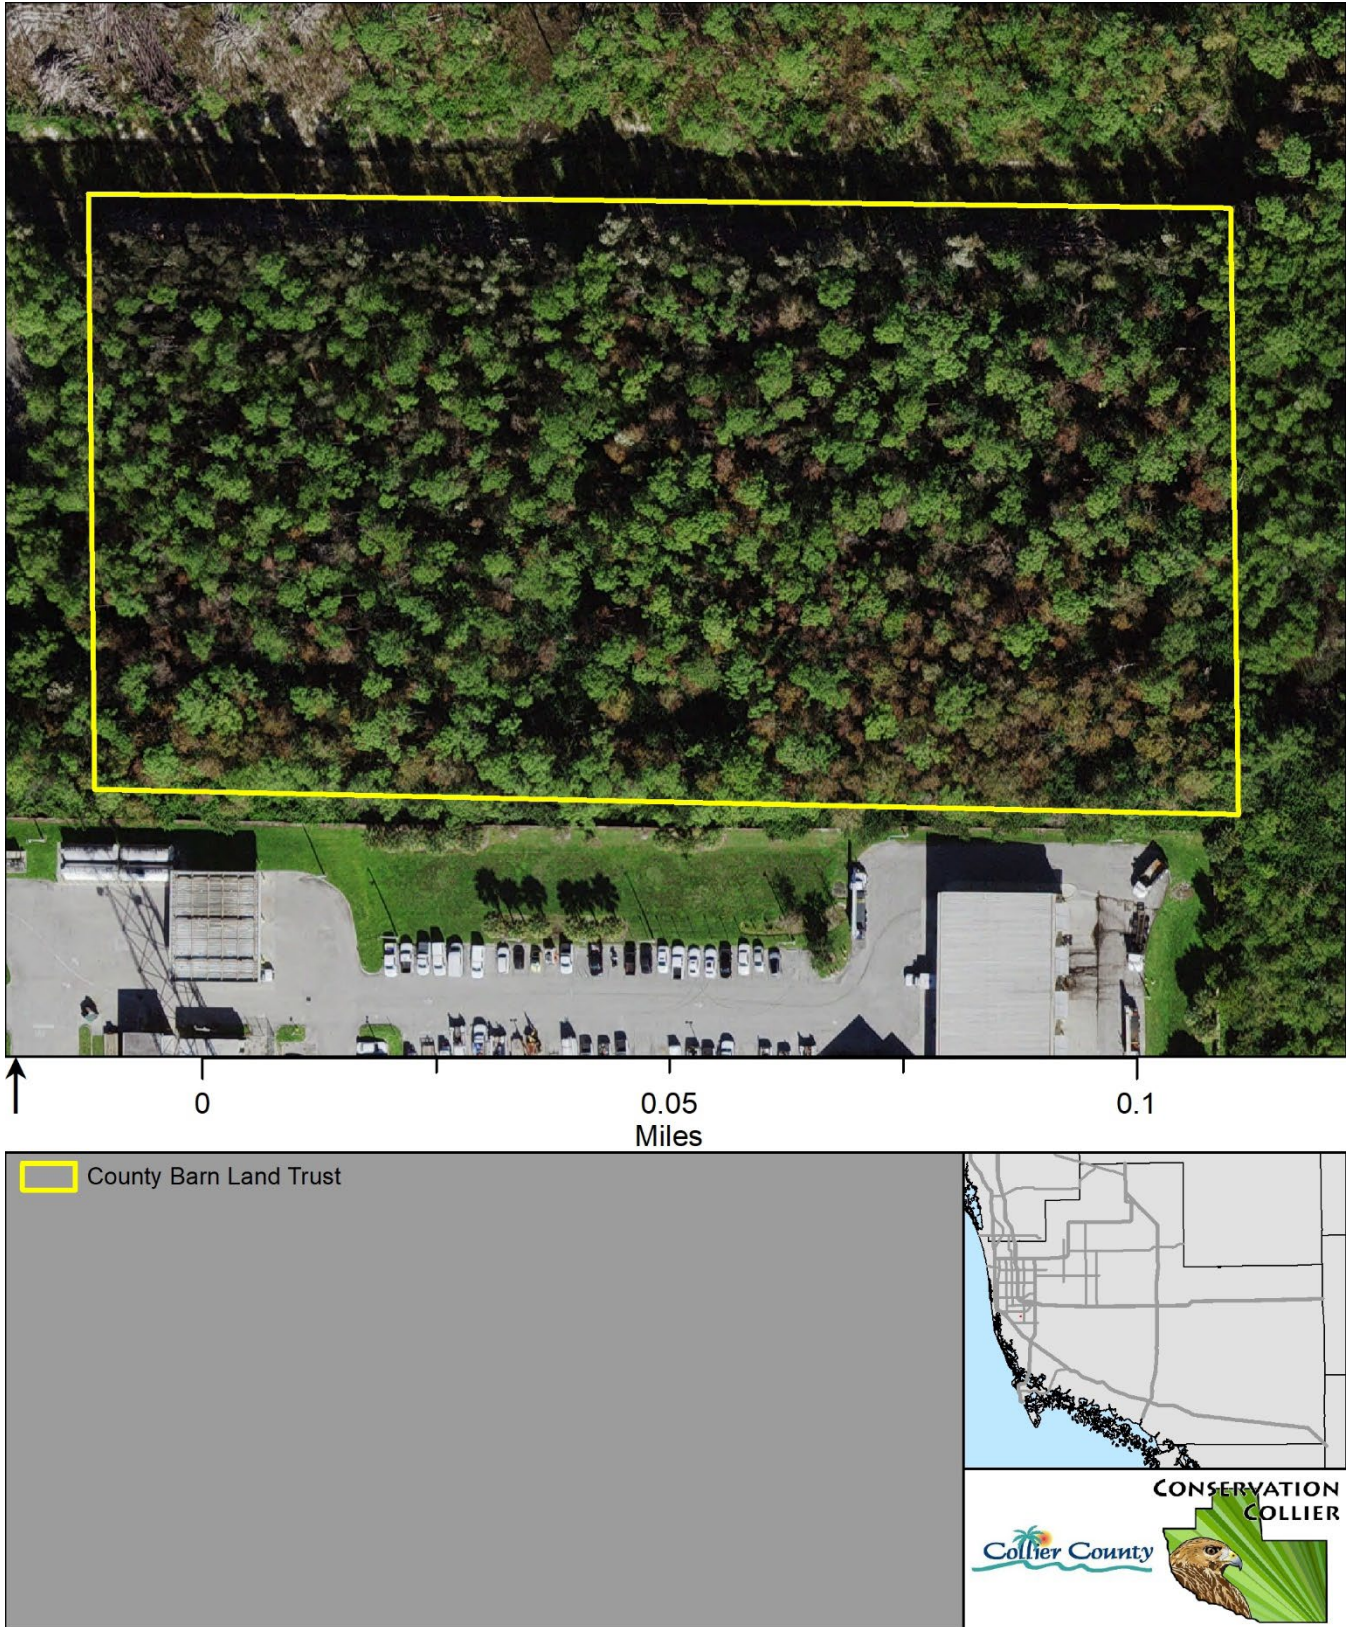 0 0.05 0.1
Miles
County Barn Land Trust
CONSERVATION
COLLIER
Collier County